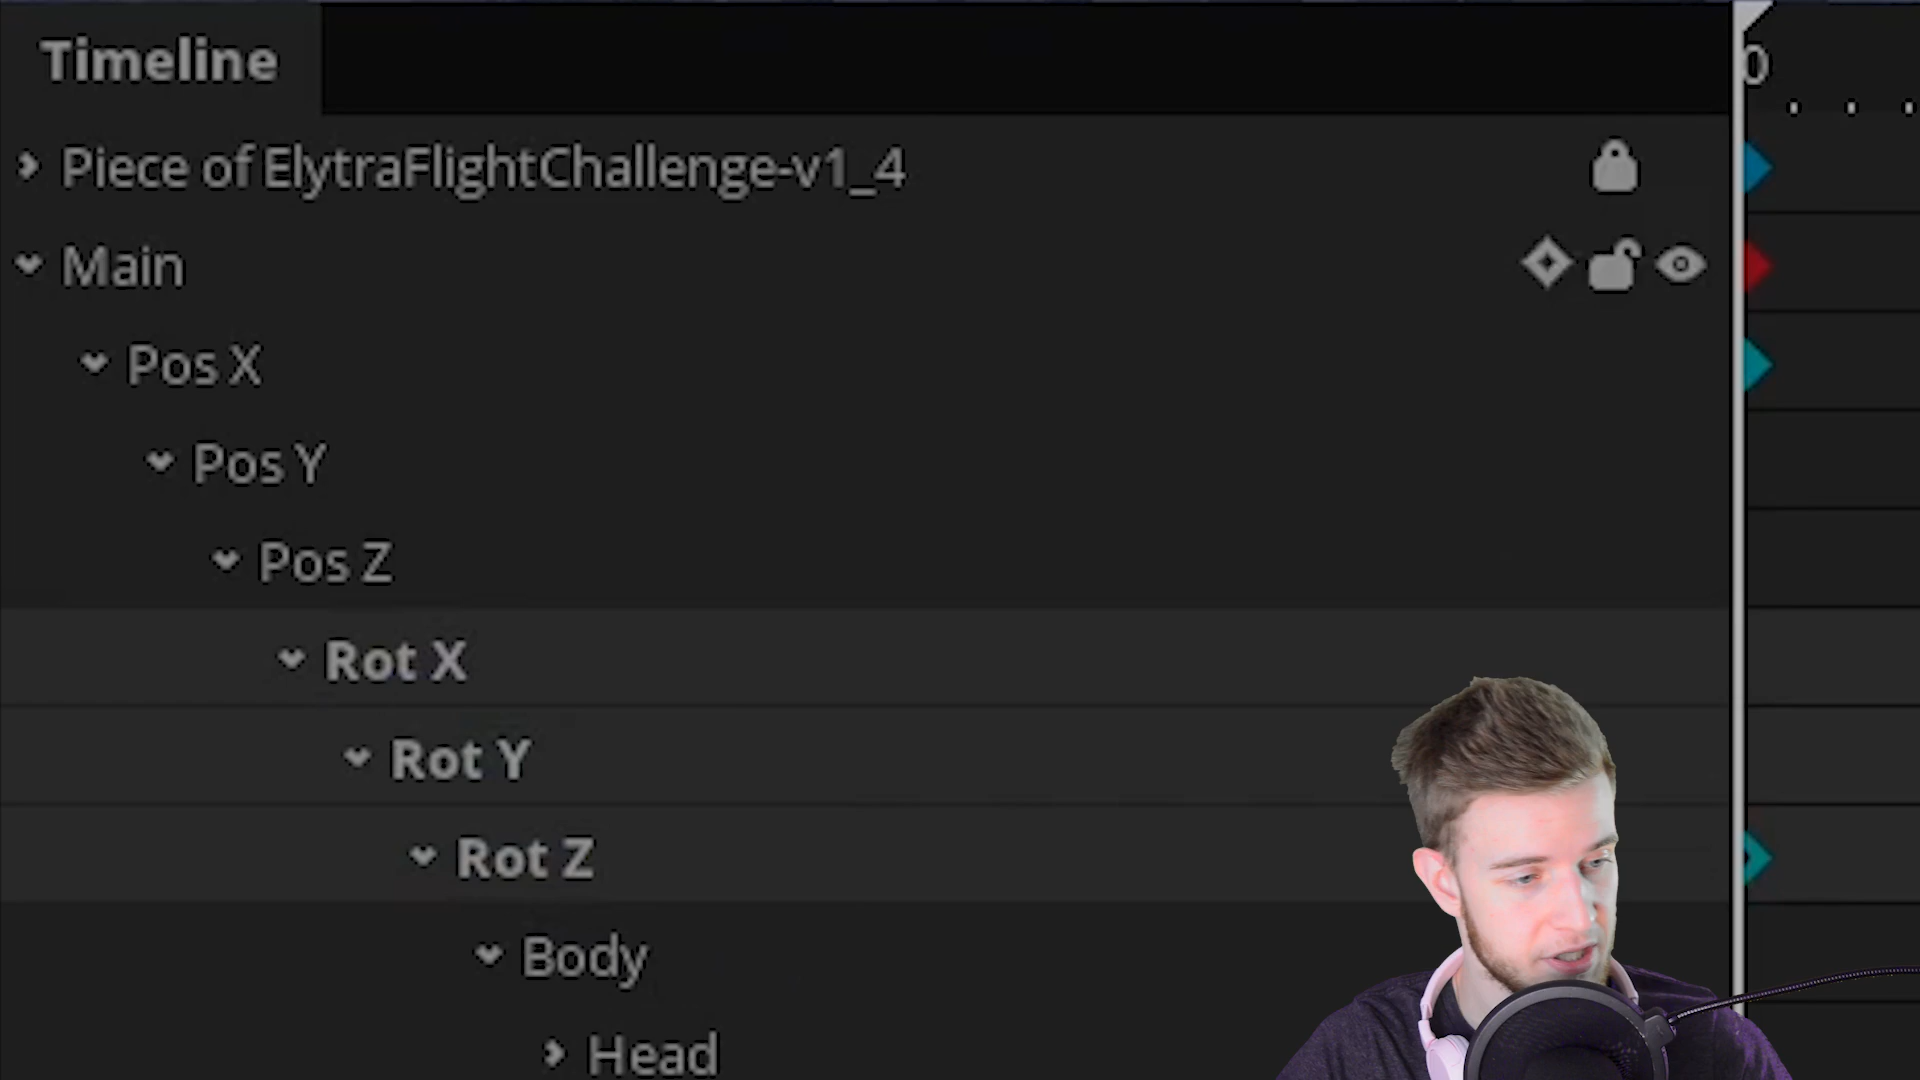 Timeline
0
Piece of ElytraFlightChallenge-v1_4
Main
Pos X
Pos Y
Pos Z
Rot X
Rot Y
Rot Z
Body
Head